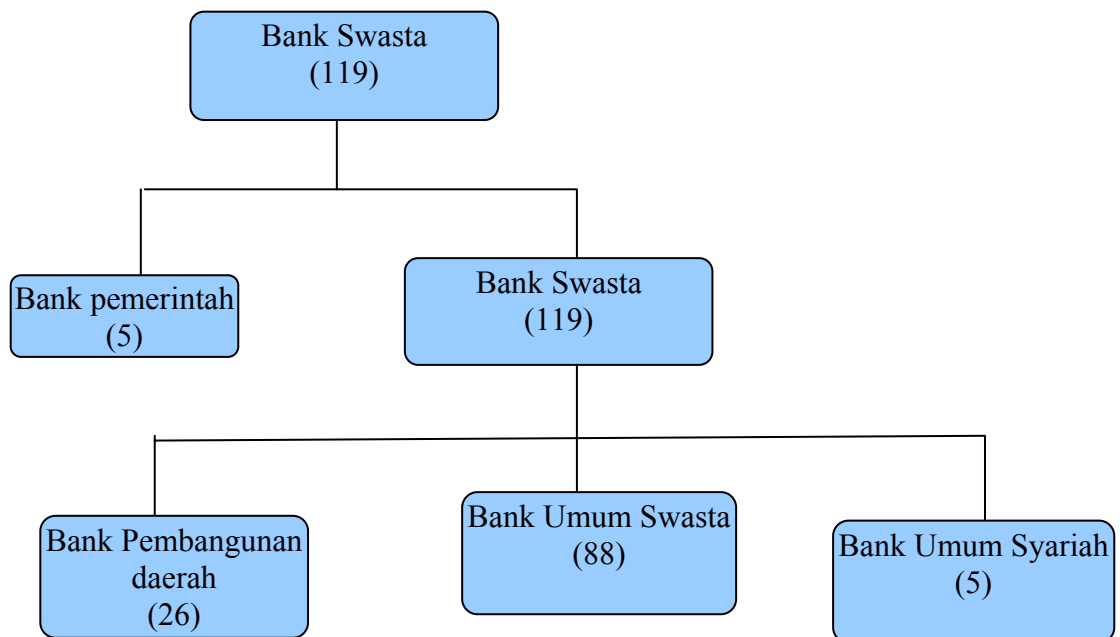 Bank Swasta
(119)
Bank pemerintah
(5)
Bank Swasta
(119)
Bank Pembangunan
daerah
(26)
Bank Umum Swasta
(88)
Bank Umum Syariah
(5)